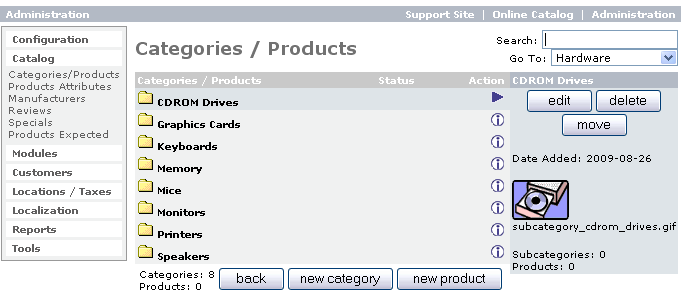 Administration
Support Site | Online Catalog | Administration
Configuration
Catalog
Categories/Products
Products Attributes
Manufacturers
Reviews
Specials
Products Expected
Modules
Customers
Locations / Taxes
Localization
Reports
Tools
Categories / Products
Search:
Go To: Hardware
Categories / Products Status Action
CDROM Drives
Graphics Cards
Keyboards
Memory
Mice
Monitors
Printers
Speakers
Categories: 8
Products: 0
back new category new product
CDROM Drives
edit delete
move
Date Added: 2009-08-26
subcategory_cdrom_drives.gif
Subcategories: 0
Products: 0